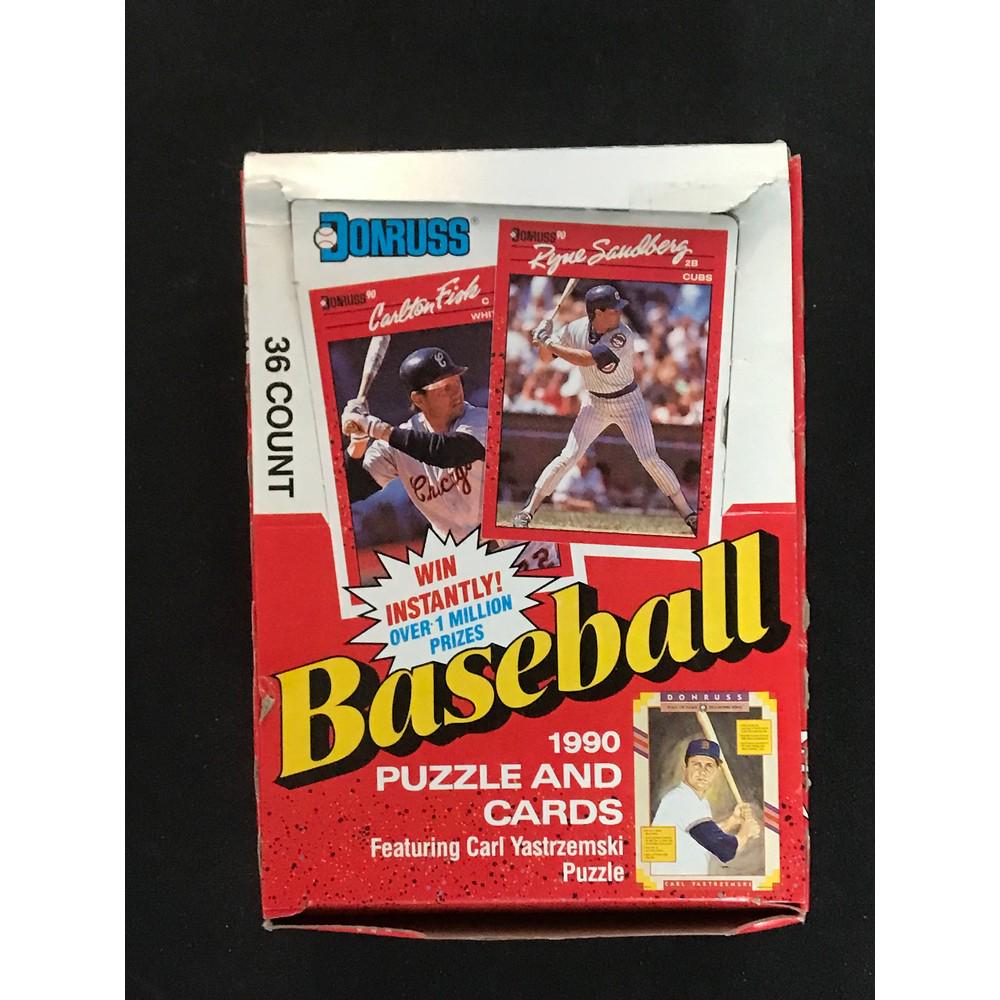 DONRUSS®
DONRUSS 90
Ryne Sandberg
2B
CUBS
DONRUSS 90
Carlton Fisk
C
WHI
Chicago
36 COUNT
WIN
INSTANTLY!
OVER 1 MILLION
PRIZES
Baseball
1990
PUZZLE AND
CARDS
Featuring Carl Yastrzemski
Puzzle
DONRUSS
CARL YASTRZEMSKI